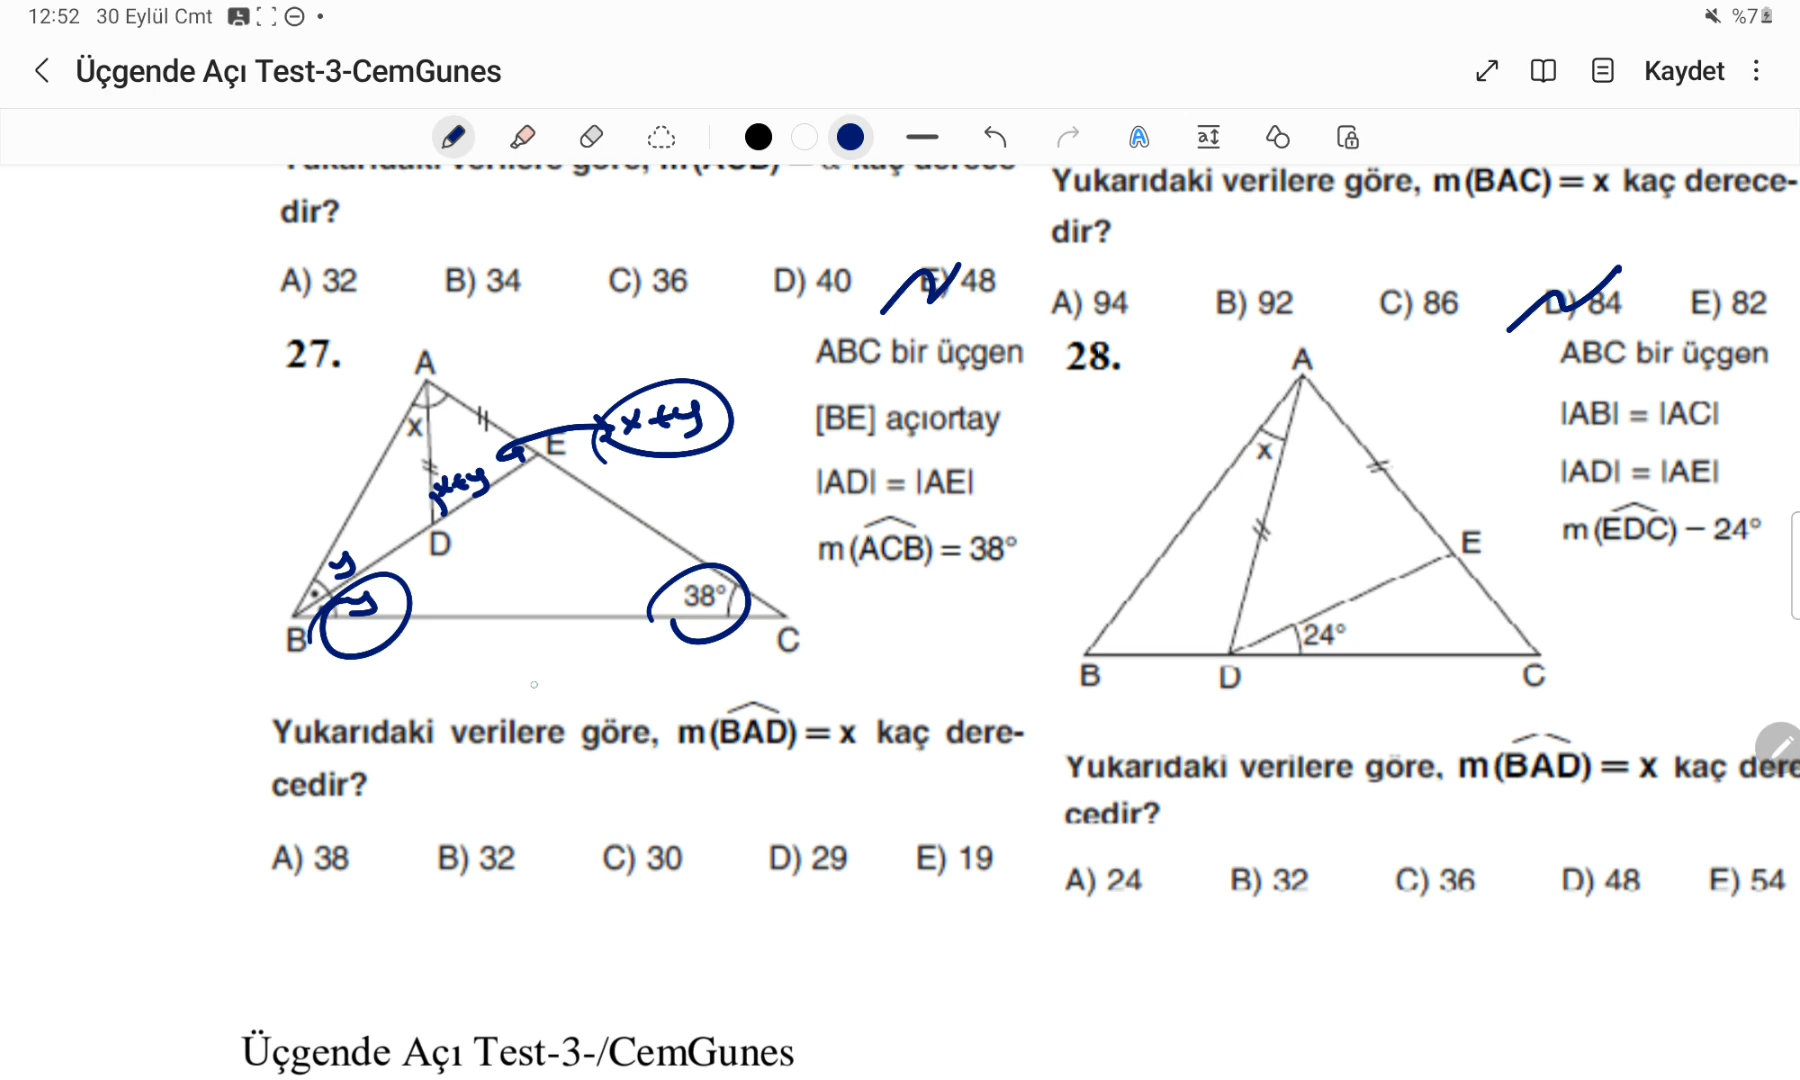 12:52 30 Eylül Cmt
%7
Üçgende Açı Test-3-CemGunes
Kaydet
dir?
A) 32 B) 34 C) 36 D) 40 E) 48
27.
A
x
E
x+y
x+y
D
y
y
38°
B
C
ABC bir üçgen
[BE] açıortay
|AD| = |AE|
m(ACB) = 38°
Yukarıdaki verilere göre, m(BAD) = x kaç dere-
cedir?
A) 38 B) 32 C) 30 D) 29 E) 19
Yukarıdaki verilere göre, m(BAC) = x kaç derece-
dir?
A) 94 B) 92 C) 86 D) 84 E) 82
28.
A
x
E
24°
B
D
C
ABC bir üçgen
|AB| = |AC|
|AD| = |AE|
m(EDC) – 24°
Yukarıdaki verilere göre, m(BAD) = x kaç dere
cedir?
A) 24 B) 32 C) 36 D) 48 E) 54
Üçgende Açı Test-3-/CemGunes